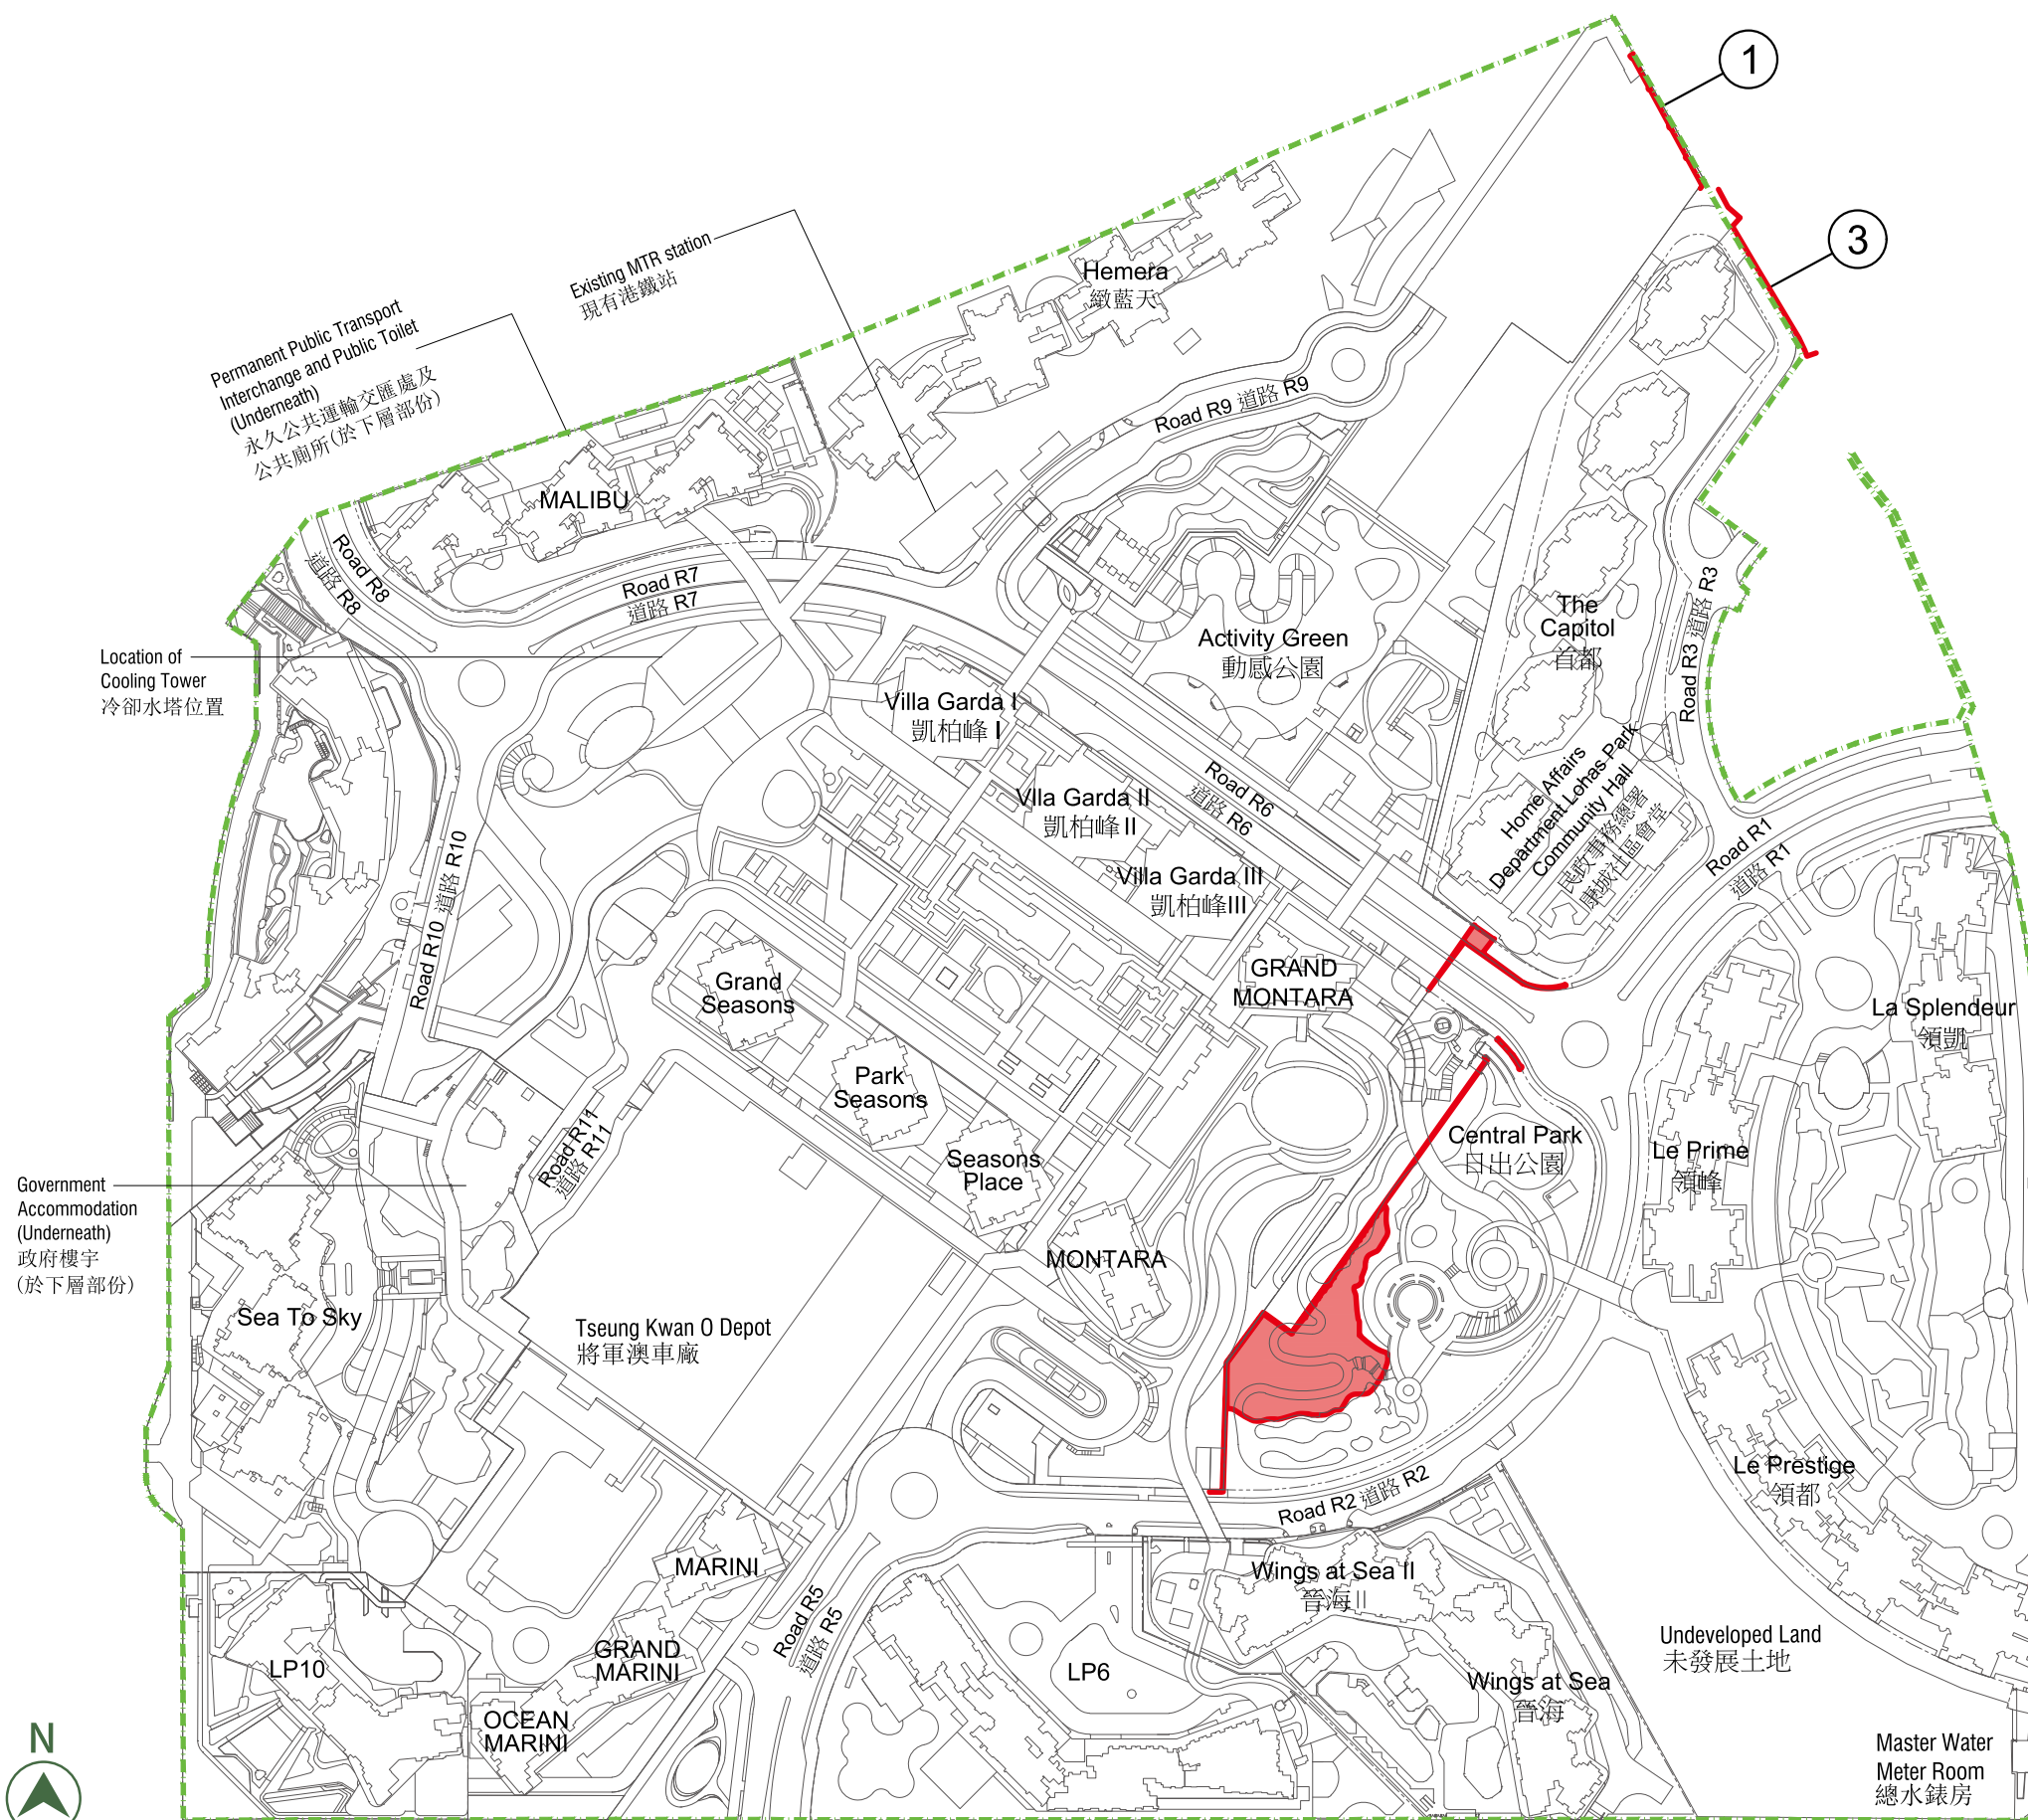 1
3
Existing MTR station
現有港鐵站
Permanent Public Transport
Interchange and Public Toilet
(Underneath)
永久公共運輸交匯處及
公共廁所(於下層部份)
Hemera
緻藍天
Road R9 道路 R9
MALIBU
Road R8
道路 R8
Road R7
道路 R7
Location of
Cooling Tower
冷卻水塔位置
Activity Green
動感公園
The
Capitol
首都
Road R3 道路 R3
Villa Garda I
凱柏峰 I
Vlla Garda II
凱柏峰 II
Villa Garda III
凱柏峰III
Road R6
道路 R6
Home Affairs
Department Lohas Park
Community Hall
民政事務總署
康城社區會堂
Road R1
道路 R1
Road R10 道路 R10
Grand
Seasons
GRAND
MONTARA
La Splendeur
領凱
Park
Seasons
Road R11
道路 R11
Seasons
Place
Central Park
日出公園
Le Prime
領峰
Government
Accommodation
(Underneath)
政府樓宇
(於下層部份)
MONTARA
Sea To Sky
Tseung Kwan O Depot
將軍澳車廠
Le Prestige
領都
Road R2 道路 R2
MARINI
Wings at Sea II
晉海 II
Road R5
道路 R5
GRAND
MARINI
LP10
LP6
Undeveloped Land
未發展土地
Wings at Sea
晉海
OCEAN
MARINI
Master Water
Meter Room
總水錶房
N